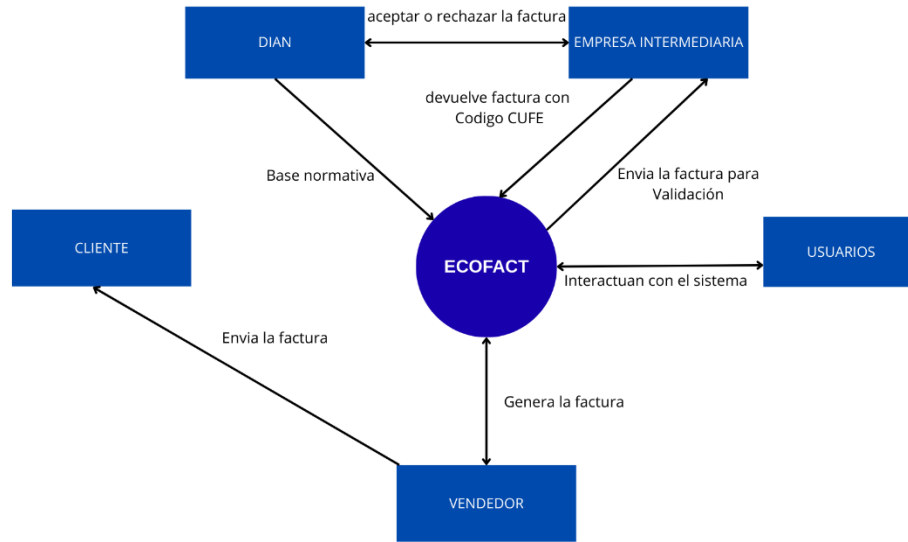 aceptar o rechazar la factura
DIAN
EMPRESA INTERMEDIARIA
devuelve factura con
Codigo CUFE
Base normativa
Envia la factura para
Validación
CLIENTE
ECOFACT
USUARIOS
Interactuan con el sistema
Envia la factura
Genera la factura
VENDEDOR